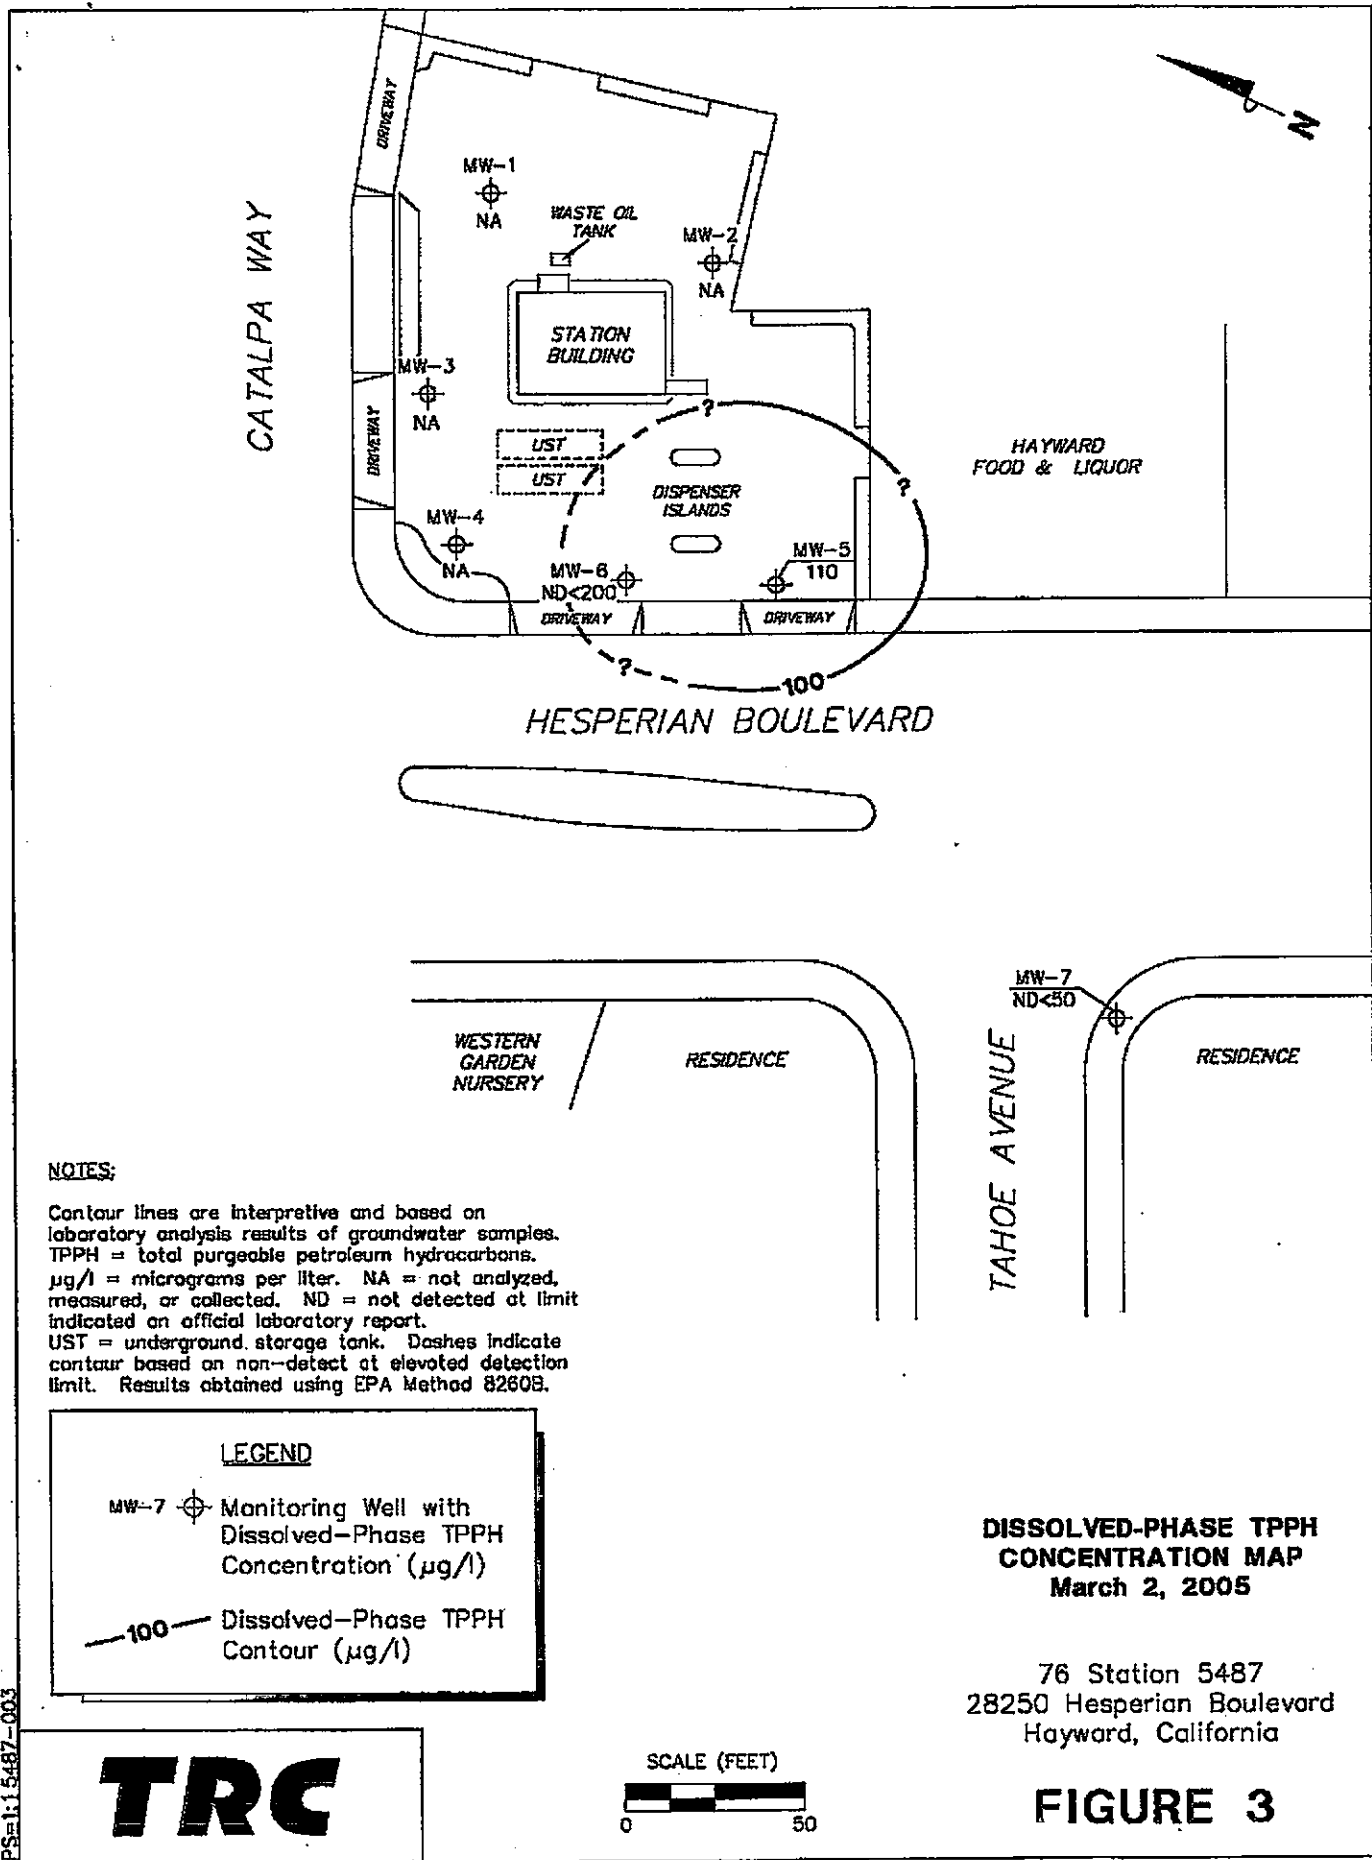 N
DRIVEWAY
MW-1
NA
WASTE OIL
TANK
MW-2
NA
CATALPA WAY
STATION
BUILDING
MW-3
NA
?
DRIVEWAY
UST
UST
HAYWARD
FOOD & LIQUOR
?
DISPENSER
ISLANDS
MW-4
NA
MW-5
110
MW-6
ND<200
DRIVEWAY
DRIVEWAY
?
100
HESPERIAN BOULEVARD
MW-7
ND<50
WESTERN
GARDEN
NURSERY
RESIDENCE
RESIDENCE
TAHOE AVENUE
NOTES:
Contour lines are interpretive and based on
laboratory analysis results of groundwater samples.
TPPH = total purgeable petroleum hydrocarbons.
µg/l = micrograms per liter. NA = not analyzed,
measured, or collected. ND = not detected at limit
indicated on official laboratory report.
UST = underground storage tank. Dashes indicate
contour based on non-detect at elevated detection
limit. Results obtained using EPA Method 8260B.
LEGEND
MW-7 Monitoring Well with
Dissolved-Phase TPPH
Concentration (µg/l)
100 Dissolved-Phase TPPH
Contour (µg/l)
DISSOLVED-PHASE TPPH
CONCENTRATION MAP
March 2, 2005
76 Station 5487
28250 Hesperian Boulevard
Hayward, California
FIGURE 3
SCALE (FEET)
0 50
TRC
PS=1:1 5487-003